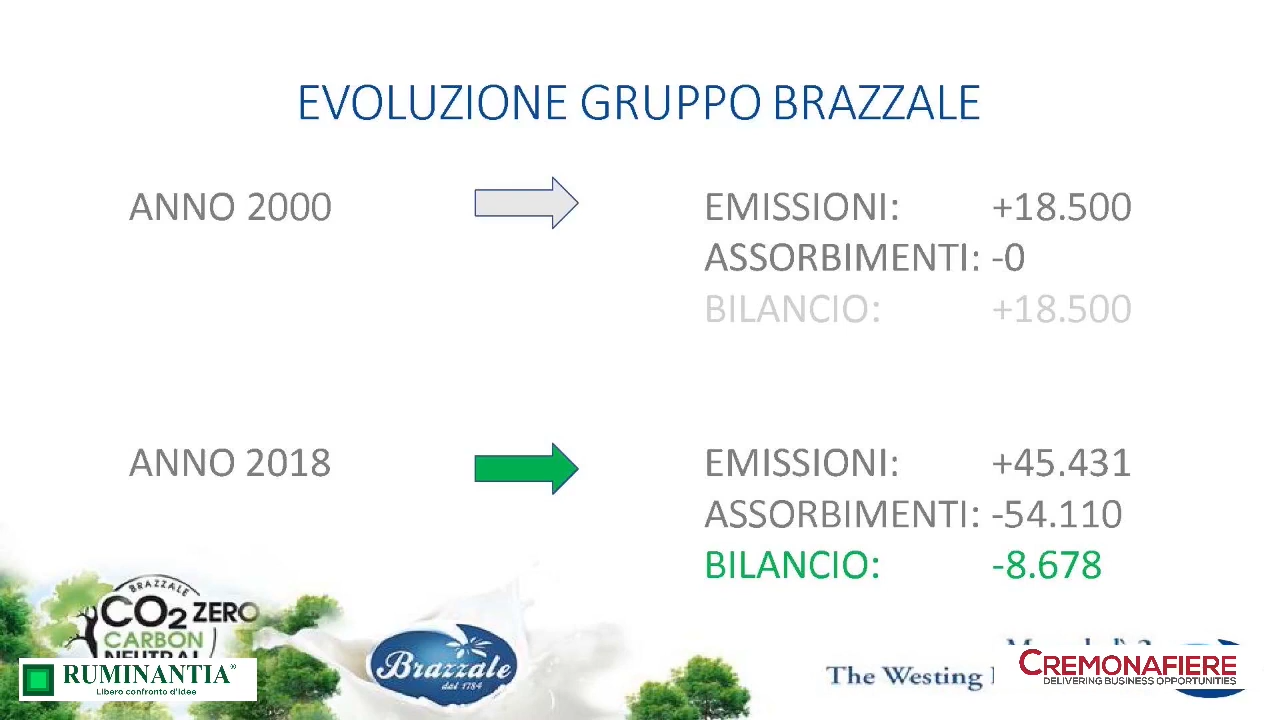 EVOLUZIONE GRUPPO BRAZZALE
ANNO 2000
EMISSIONI: +18.500
ASSORBIMENTI: -0
BILANCIO: +18.500
ANNO 2018
EMISSIONI: +45.431
ASSORBIMENTI: -54.110
BILANCIO: -8.678
BRAZZALE
CO2 ZERO
CARBON
NEUTRAL
RUMINANTIA®
Libero confronto d'Idee
Brazzale
dal 1784
The Westing
CREMONAFIERE
DELIVERING BUSINESS OPPORTUNITIES